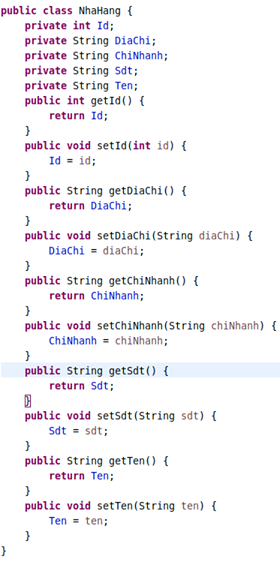 public class NhaHang {
    private int Id;
    private String DiaChi;
    private String ChiNhanh;
    private String Sdt;
    private String Ten;
    public int getId() {
        return Id;
    }
    public void setId(int id) {
        Id = id;
    }
    public String getDiaChi() {
        return DiaChi;
    }
    public void setDiaChi(String diaChi) {
        DiaChi = diaChi;
    }
    public String getChiNhanh() {
        return ChiNhanh;
    }
    public void setChiNhanh(String chiNhanh) {
        ChiNhanh = chiNhanh;
    }
    public String getSdt() {
        return Sdt;
    }
    public void setSdt(String sdt) {
        Sdt = sdt;
    }
    public String getTen() {
        return Ten;
    }
    public void setTen(String ten) {
        Ten = ten;
    }
}